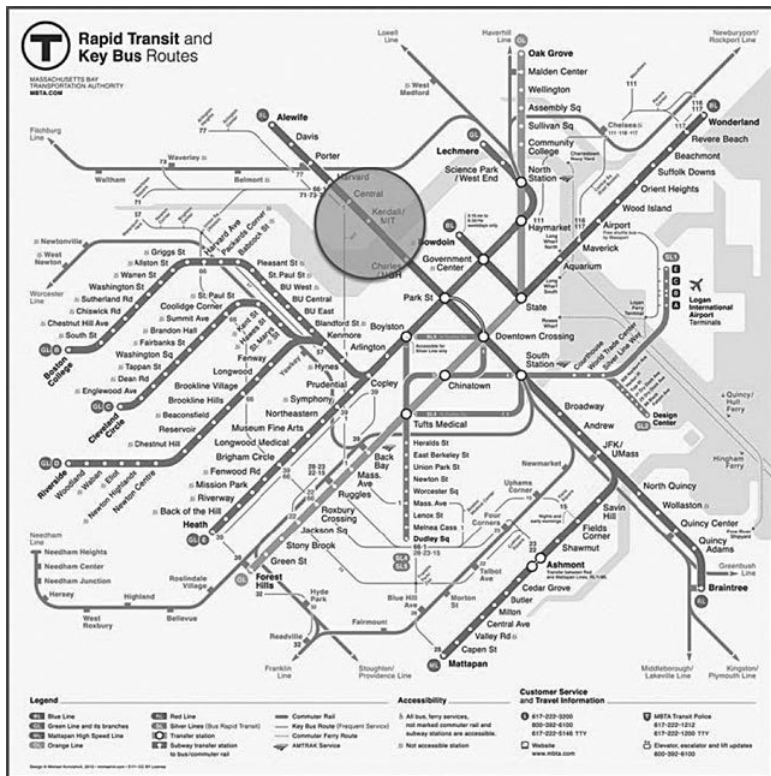 T
Rapid Transit and
Key Bus Routes
MASSACHUSETTS BAY
TRANSPORTATION AUTHORITY
MBTA.COM
Lowell
Line
Haverhill
Line
Newburyport/
Rockport Line
Fitchburg
Line
Oak Grove
Malden Center
Wellington
Assembly Sq
Sullivan Sq
Community
College
North
Station
West
Medford
Lechmere
Science Park
/West End
Alewife
Davis
Porter
Harvard
Central
Kendall/
MIT
Charles/MGH
Park St
Waverley
Waltham
Belmont
Chelsea
Wonderland
Revere Beach
Beachmont
Suffolk Downs
Orient Heights
Wood Island
Airport
Maverick
Aquarium
Haymarket
Bowdoin
Government
Center
State
Logan
International
Airport
Terminals
Newtonville
West
Newton
Worcester
Line
Harvard Ave
Packards Corner
Babcock St
Griggs St
Allston St
Warren St
Washington St
Sutherland Rd
Chiswick Rd
Chestnut Hill Ave
South St
Boston
College
Pleasant St
St. Paul St
BU West
BU Central
BU East
Blandford St
Kenmore
St. Paul St
Coolidge Corner
Summit Ave
Brandon Hall
Fairbanks St
Washington Sq
Tappan St
Dean Rd
Englewood Ave
Cleveland
Circle
Kent St
Hawes St
St. Marys St
Fenway
Longwood
Brookline Village
Brookline Hills
Beaconsfield
Reservoir
Chestnut Hill
Newton Centre
Newton Highlands
Eliot
Waban
Woodland
Riverside
Boylston
Arlington
Copley
Hynes
Yawkey
Prudential
Symphony
Northeastern
Museum Fine Arts
Longwood Medical
Brigham Circle
Fenwood Rd
Mission Park
Riverway
Back of the Hill
Heath
Downtown Crossing
South
Station
Chinatown
Tufts Medical
Back
Bay
Mass. Ave
Ruggles
Roxbury
Crossing
Jackson Sq
Stony Brook
Green St
Forest
Hills
Herald St
East Berkeley St
Union Park St
Newton St
Worcester Sq
Mass. Ave
Lenox St
Melnea Cass
Dudley Sq
Courthouse
World Trade Center
Silver Line Way
Design
Center
Broadway
Andrew
JFK/
UMass
Savin
Hill
Fields
Corner
Shawmut
Ashmont
Cedar Grove
Butler
Milton
Central Ave
Valley Rd
Capen St
Mattapan
North Quincy
Wollaston
Quincy Center
Quincy
Adams
Braintree
Quincy/
Hull
Ferry
Hingham
Ferry
Greenbush
Line
Newmarket
Uphams
Corner
Four
Corners
Talbot
Ave
Morton
St
Blue Hill
Ave
Fairmount
Hyde
Park
Readville
Needham
Line
Needham Heights
Needham Center
Needham Junction
Hersey
West
Roxbury
Highland
Bellevue
Roslindale
Village
Franklin
Line
Stoughton/
Providence Line
Middleborough/
Lakeville Line
Kingston/
Plymouth Line
Legend
Blue Line
Green Line and its branches
Mattapan High Speed Line
Orange Line
Red Line
Silver Lines (Bus Rapid Transit)
Transfer station
Subway transfer station
to bus/commuter rail
Commuter Rail
Key Bus Route (Frequent Service)
Commuter Ferry Route
AMTRAK Service
Accessibility
All bus, ferry services,
not marked commuter rail and
subway stations are accessible.
Not accessible station
Customer Service
and Travel Information
617-222-3200
800-392-6100
617-222-5146 TTY
Website
www.mbta.com
MBTA Transit Police
617-222-1212
617-222-1200 TTY
Elevator, escalator and lift updates
800-392-6100